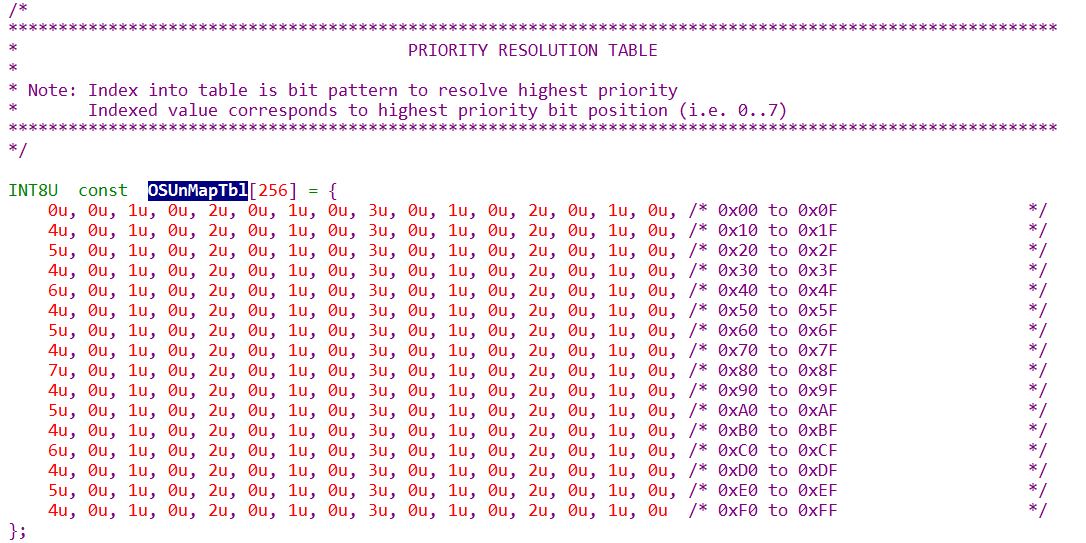 /*
*********************************************************************************************************
*                                       PRIORITY RESOLUTION TABLE
*
* Note: Index into table is bit pattern to resolve highest priority
*       Indexed value corresponds to highest priority bit position (i.e. 0..7)
*********************************************************************************************************
*/
INT8U  const  OSUnMapTbl[256] = {
    0u, 0u, 1u, 0u, 2u, 0u, 1u, 0u, 3u, 0u, 1u, 0u, 2u, 0u, 1u, 0u, /* 0x00 to 0x0F                   */
    4u, 0u, 1u, 0u, 2u, 0u, 1u, 0u, 3u, 0u, 1u, 0u, 2u, 0u, 1u, 0u, /* 0x10 to 0x1F                   */
    5u, 0u, 1u, 0u, 2u, 0u, 1u, 0u, 3u, 0u, 1u, 0u, 2u, 0u, 1u, 0u, /* 0x20 to 0x2F                   */
    4u, 0u, 1u, 0u, 2u, 0u, 1u, 0u, 3u, 0u, 1u, 0u, 2u, 0u, 1u, 0u, /* 0x30 to 0x3F                   */
    6u, 0u, 1u, 0u, 2u, 0u, 1u, 0u, 3u, 0u, 1u, 0u, 2u, 0u, 1u, 0u, /* 0x40 to 0x4F                   */
    4u, 0u, 1u, 0u, 2u, 0u, 1u, 0u, 3u, 0u, 1u, 0u, 2u, 0u, 1u, 0u, /* 0x50 to 0x5F                   */
    5u, 0u, 1u, 0u, 2u, 0u, 1u, 0u, 3u, 0u, 1u, 0u, 2u, 0u, 1u, 0u, /* 0x60 to 0x6F                   */
    4u, 0u, 1u, 0u, 2u, 0u, 1u, 0u, 3u, 0u, 1u, 0u, 2u, 0u, 1u, 0u, /* 0x70 to 0x7F                   */
    7u, 0u, 1u, 0u, 2u, 0u, 1u, 0u, 3u, 0u, 1u, 0u, 2u, 0u, 1u, 0u, /* 0x80 to 0x8F                   */
    4u, 0u, 1u, 0u, 2u, 0u, 1u, 0u, 3u, 0u, 1u, 0u, 2u, 0u, 1u, 0u, /* 0x90 to 0x9F                   */
    5u, 0u, 1u, 0u, 2u, 0u, 1u, 0u, 3u, 0u, 1u, 0u, 2u, 0u, 1u, 0u, /* 0xA0 to 0xAF                   */
    4u, 0u, 1u, 0u, 2u, 0u, 1u, 0u, 3u, 0u, 1u, 0u, 2u, 0u, 1u, 0u, /* 0xB0 to 0xBF                   */
    6u, 0u, 1u, 0u, 2u, 0u, 1u, 0u, 3u, 0u, 1u, 0u, 2u, 0u, 1u, 0u, /* 0xC0 to 0xCF                   */
    4u, 0u, 1u, 0u, 2u, 0u, 1u, 0u, 3u, 0u, 1u, 0u, 2u, 0u, 1u, 0u, /* 0xD0 to 0xDF                   */
    5u, 0u, 1u, 0u, 2u, 0u, 1u, 0u, 3u, 0u, 1u, 0u, 2u, 0u, 1u, 0u, /* 0xE0 to 0xEF                   */
    4u, 0u, 1u, 0u, 2u, 0u, 1u, 0u, 3u, 0u, 1u, 0u, 2u, 0u, 1u, 0u  /* 0xF0 to 0xFF                   */
};